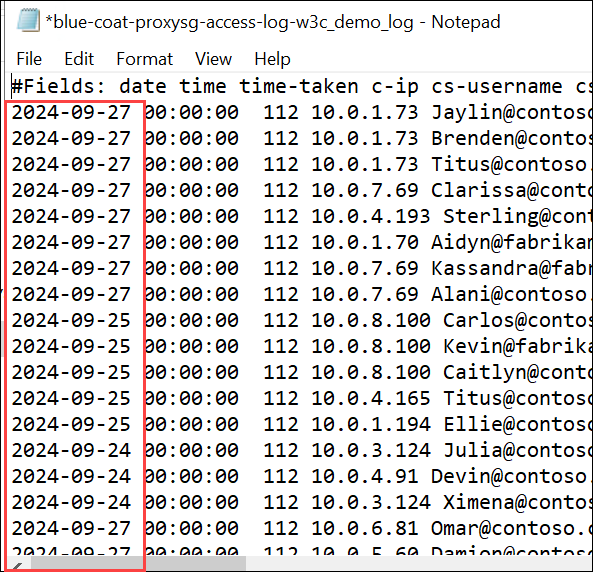 *blue-coat-proxysg-access-log-w3c_demo_log - Notepad
File Edit Format View Help
#Fields: date time time-taken c-ip cs-username cs
2024-09-27 00:00:00 112 10.0.1.73 Jaylin@contoso
2024-09-27 00:00:00 112 10.0.1.73 Brenden@contos
2024-09-27 00:00:00 112 10.0.1.73 Titus@contoso.
2024-09-27 00:00:00 112 10.0.7.69 Clarissa@conto
2024-09-27 00:00:00 112 10.0.4.193 Sterling@cont
2024-09-27 00:00:00 112 10.0.1.70 Aidyn@fabrikam
2024-09-27 00:00:00 112 10.0.7.69 Kassandra@fabr
2024-09-27 00:00:00 112 10.0.7.69 Alani@contoso.
2024-09-25 00:00:00 112 10.0.8.100 Carlos@contos
2024-09-25 00:00:00 112 10.0.8.100 Kevin@fabrika
2024-09-25 00:00:00 112 10.0.8.100 Caitlyn@conto
2024-09-25 00:00:00 112 10.0.4.165 Titus@contoso
2024-09-25 00:00:00 112 10.0.1.194 Ellie@contoso
2024-09-24 00:00:00 112 10.0.3.124 Julia@contoso
2024-09-24 00:00:00 112 10.0.4.91 Devin@contoso.
2024-09-24 00:00:00 112 10.0.3.124 Ximena@contos
2024-09-27 00:00:00 112 10.0.6.81 Omar@contoso.c
2024-09-27 00:00:00 112 10.0.5.60 Damion@contoso